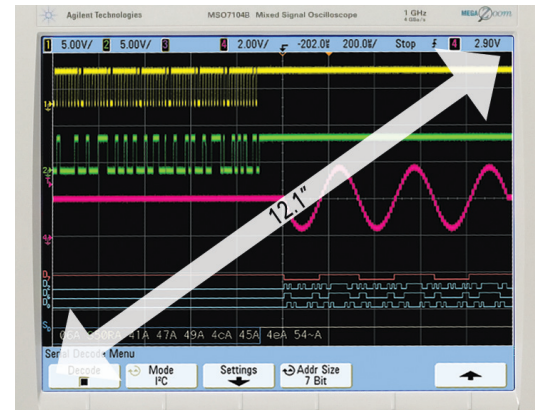 Agilent Technologies MSO7104B Mixed Signal Oscilloscope 1 GHz 4 GSa/s MEGA Zoom
1 5.00V/ 2 5.00V/ 3 4 2.00V/ -202.0% 200.0%/ Stop 4 2.90V
12.1"
41A 47A 49A 4cA 45A 4eA 54~A
Serial Decode Menu
Decode Mode I²C Settings Addr Size 7 Bit